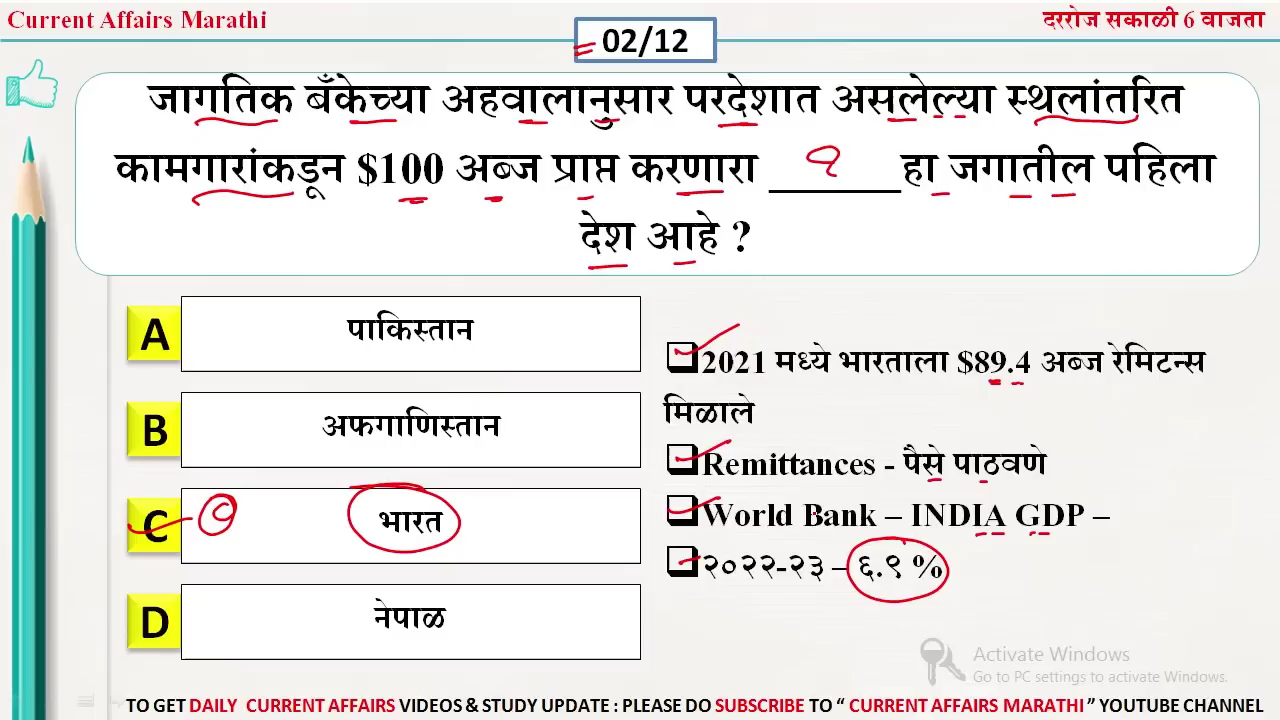 Current Affairs Marathi
दररोज सकाळी 6 वाजता
02/12
जागतिक बँकेच्या अहवालानुसार परदेशात असलेल्या स्थलांतरित
कामगारांकडून $100 अब्ज प्राप्त करणारा ________ हा जगातील पहिला
देश आहे ?
A पाकिस्तान
B अफगाणिस्तान
C भारत
D नेपाळ
2021 मध्ये भारताला $89.4 अब्ज रेमिटन्स
मिळाले
Remittances - पैसे पाठवणे
World Bank – INDIA GDP –
२०२२-२३ – ६.९ %
Activate Windows
Go to PC settings to activate Windows.
TO GET DAILY CURRENT AFFAIRS VIDEOS & STUDY UPDATE : PLEASE DO SUBSCRIBE TO “ CURRENT AFFAIRS MARATHI ” YOUTUBE CHANNEL